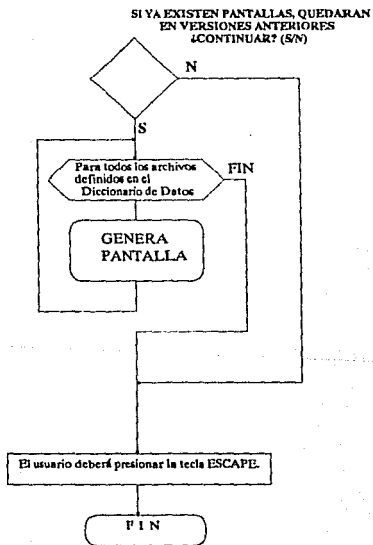 SI YA EXISTEN PANTALLAS, QUEDARAN
EN VERSIONES ANTERIORES
¿CONTINUAR? (S/N)
N
S
Para todos los archivos
definidos en el
Diccionario de Datos
FIN
GENERA
PANTALLA
El usuario deberá presionar la tecla ESCAPE.
F I N